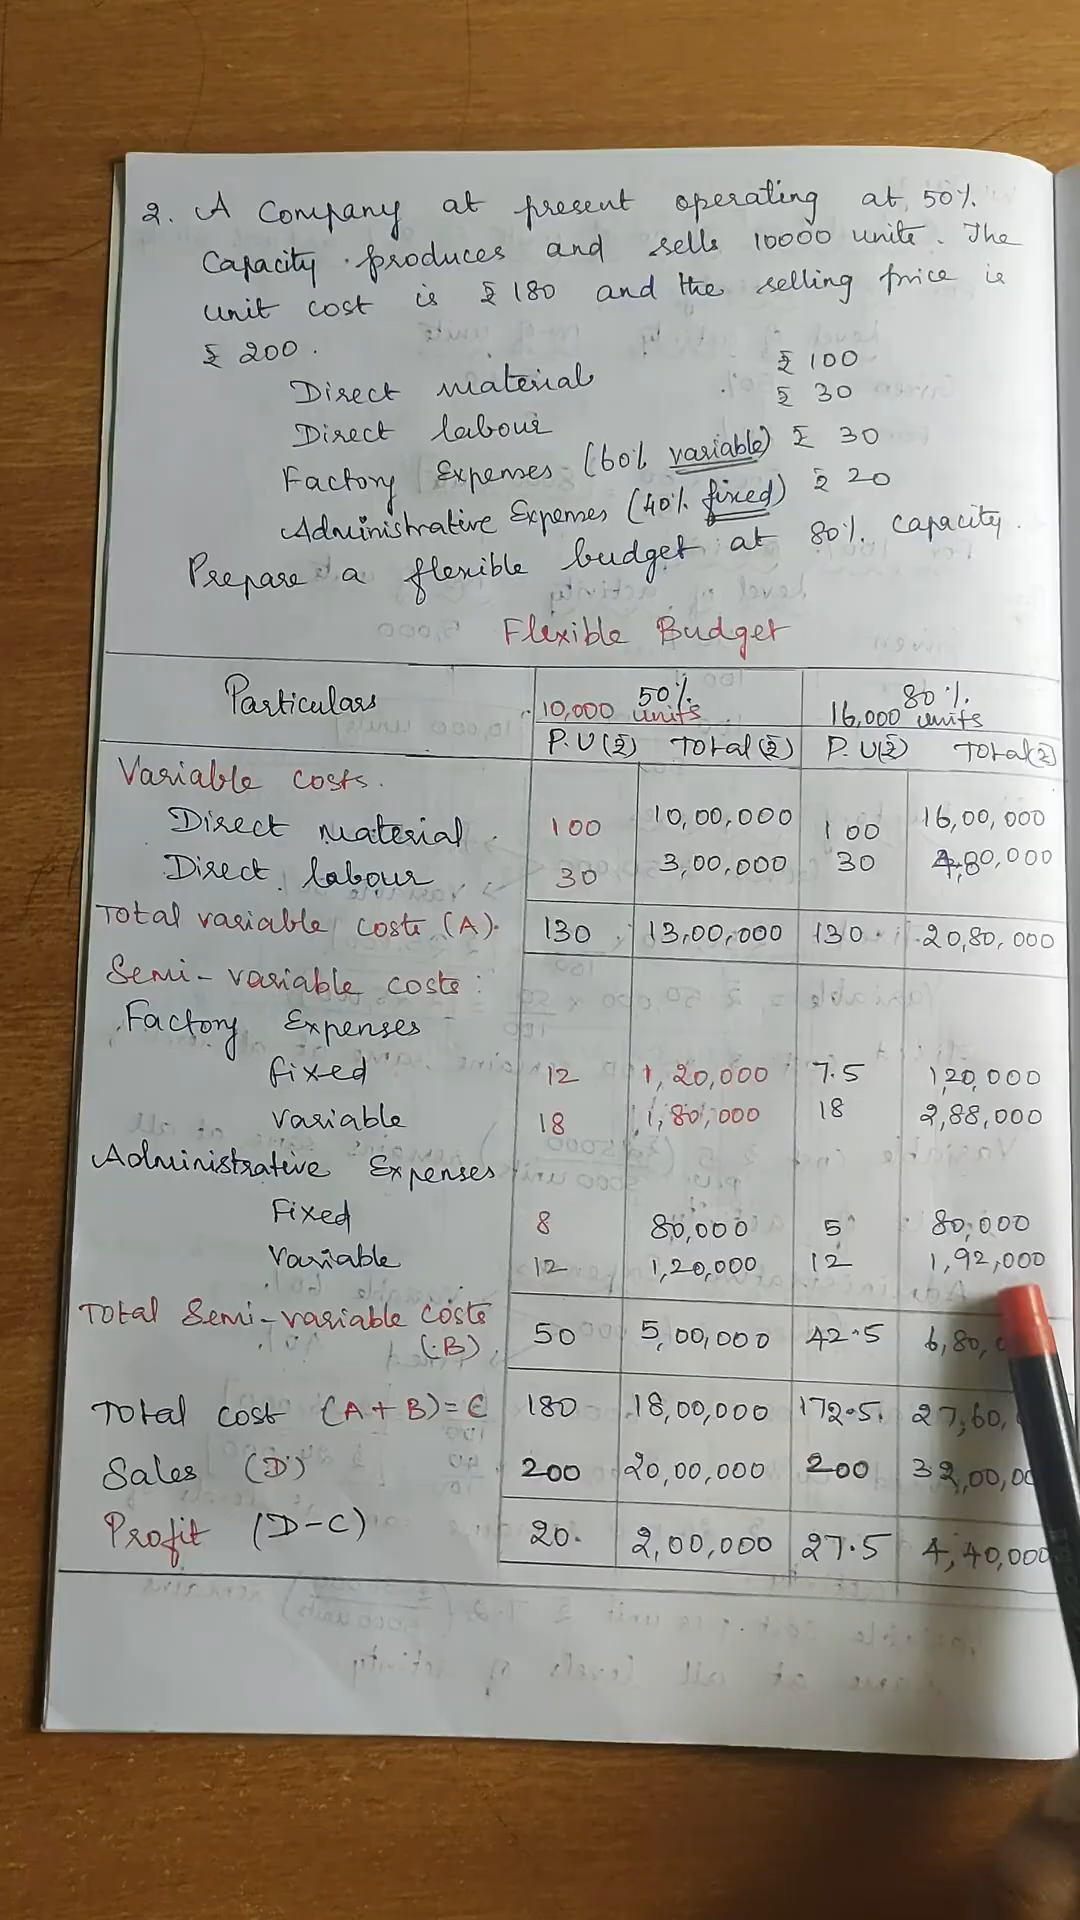 2. A Company at present operating at 50%.
Capacity produces and sells 10000 units. The
unit cost is ₹ 180 and the selling price is
₹ 200.
Direct material ₹ 100
Direct labour ₹ 30
Factory Expenses (60% variable) ₹ 30
Administrative Expenses (40% fixed) ₹ 20
Prepare a flexible budget at 80% capacity.
Flexible Budget
Particulars 50% 80%
10,000 units 16,000 units
P.U(₹) Total(₹) P.U(₹) Total(₹)
Variable costs.
Direct material 100 10,00,000 100 16,00,000
Direct labour 30 3,00,000 30 4,80,000
Total variable costs (A). 130 13,00,000 130 20,80,000
Semi-variable costs:
Factory Expenses
fixed 12 1,20,000 7.5 1,20,000
variable 18 1,80,000 18 2,88,000
Administrative Expenses
Fixed 8 80,000 5 80,000
Variable 12 1,20,000 12 1,92,000
Total Semi-variable costs
(B). 50 5,00,000 42.5 6,80,
Total cost (A+B)=C 180 18,00,000 172.5. 27,60,
Sales (D) 200 20,00,000 200 32,00,00
Profit (D-C) 20. 2,00,000 27.5 4,40,000